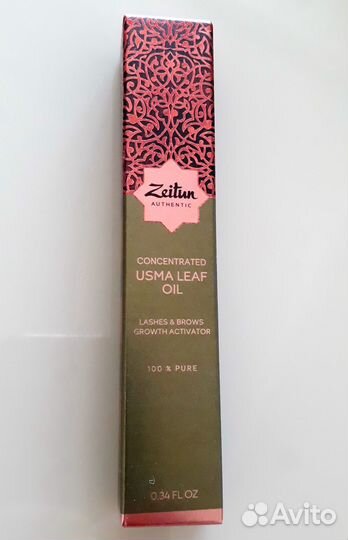 Zeitun
AUTHENTIC
CONCENTRATED
USMA LEAF
OIL
LASHES & BROWS
GROWTH ACTIVATOR
100 % PURE
0.34 FL OZ
Avito